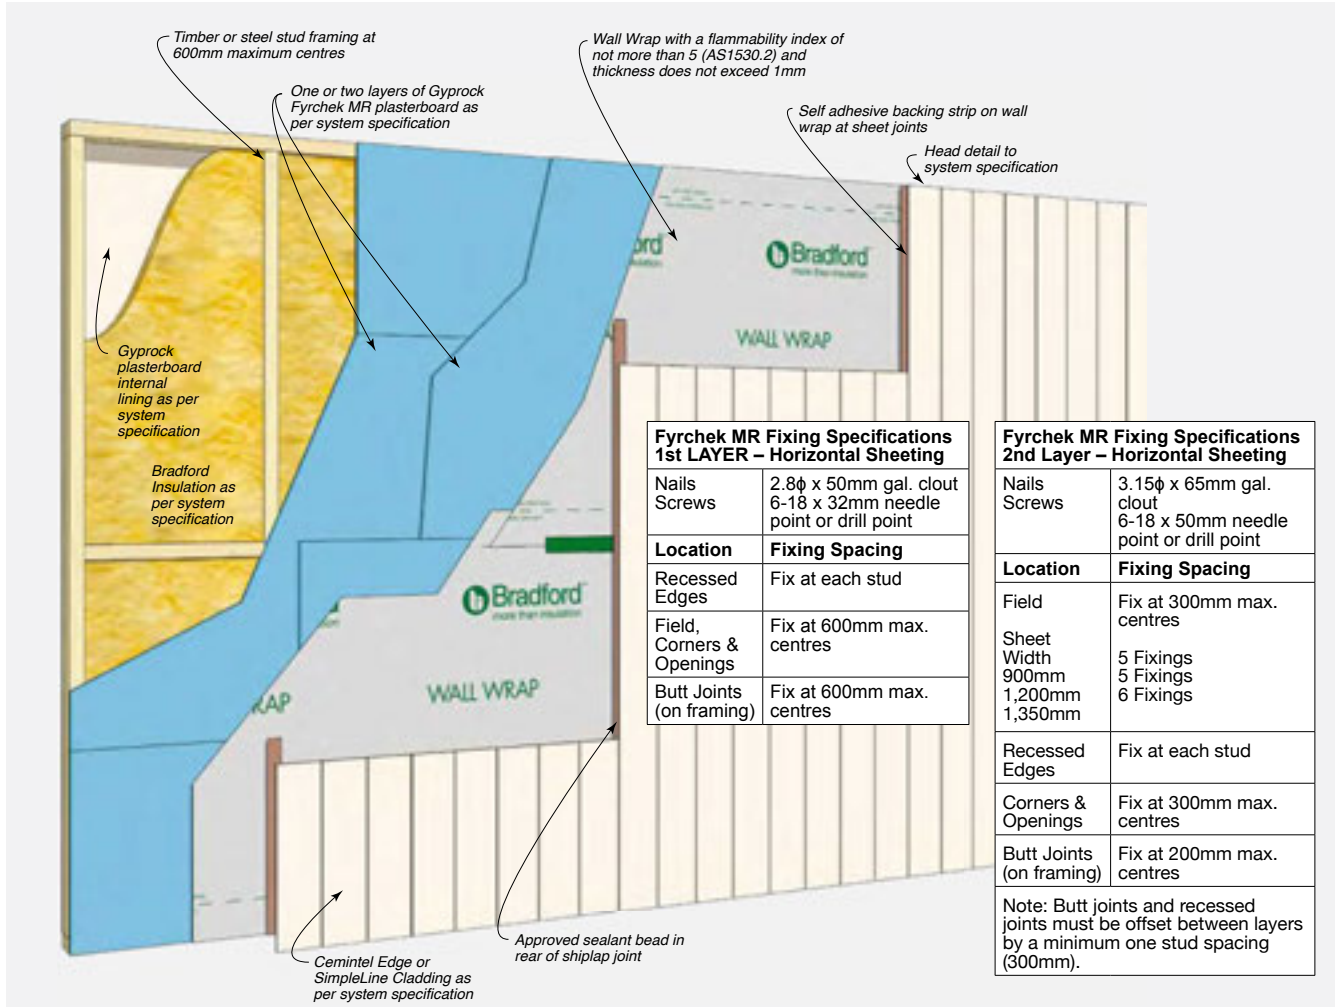 Timber or steel stud framing at
600mm maximum centres
One or two layers of Gyprock
Fyrchek MR plasterboard as
per system specification
Wall Wrap with a flammability index of
not more than 5 (AS1530.2) and
thickness does not exceed 1mm
Self adhesive backing strip on wall
wrap at sheet joints
Head detail to
system specification
ord
Bradford
more than insulation
WALL WRAP
Gyprock
plasterboard
internal
lining as per
system
specification
Bradford
Insulation as
per system
specification
Bradford
more than insulation
WALL WRAP
RAP
Fyrchek MR Fixing Specifications
1st LAYER – Horizontal Sheeting
Nails 2.8ϕ x 50mm gal. clout
Screws 6-18 x 32mm needle
point or drill point
Location Fixing Spacing
Recessed Fix at each stud
Edges
Field, Fix at 600mm max.
Corners & centres
Openings
Butt Joints Fix at 600mm max.
(on framing) centres
Fyrchek MR Fixing Specifications
2nd Layer – Horizontal Sheeting
Nails 3.15ϕ x 65mm gal.
Screws clout
6-18 x 50mm needle
point or drill point
Location Fixing Spacing
Field Fix at 300mm max.
centres
Sheet
Width 5 Fixings
900mm 5 Fixings
1,200mm 6 Fixings
1,350mm
Recessed Fix at each stud
Edges
Corners & Fix at 300mm max.
Openings centres
Butt Joints Fix at 200mm max.
(on framing) centres
Note: Butt joints and recessed
joints must be offset between layers
by a minimum one stud spacing
(300mm).
Approved sealant bead in
rear of shiplap joint
Cemintel Edge or
SimpleLine Cladding as
per system specification